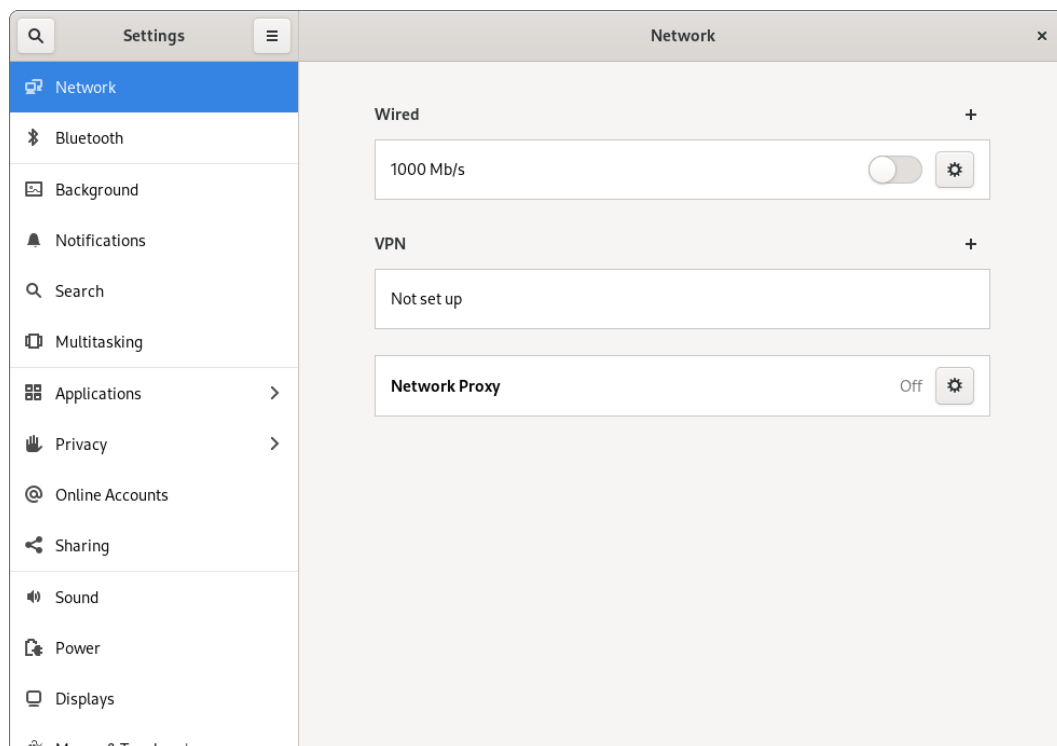 Settings
Network
Network
Bluetooth
Background
Notifications
Search
Multitasking
Applications
Privacy
Online Accounts
Sharing
Sound
Power
Displays
Wired
1000 Mb/s
VPN
Not set up
Network Proxy
Off